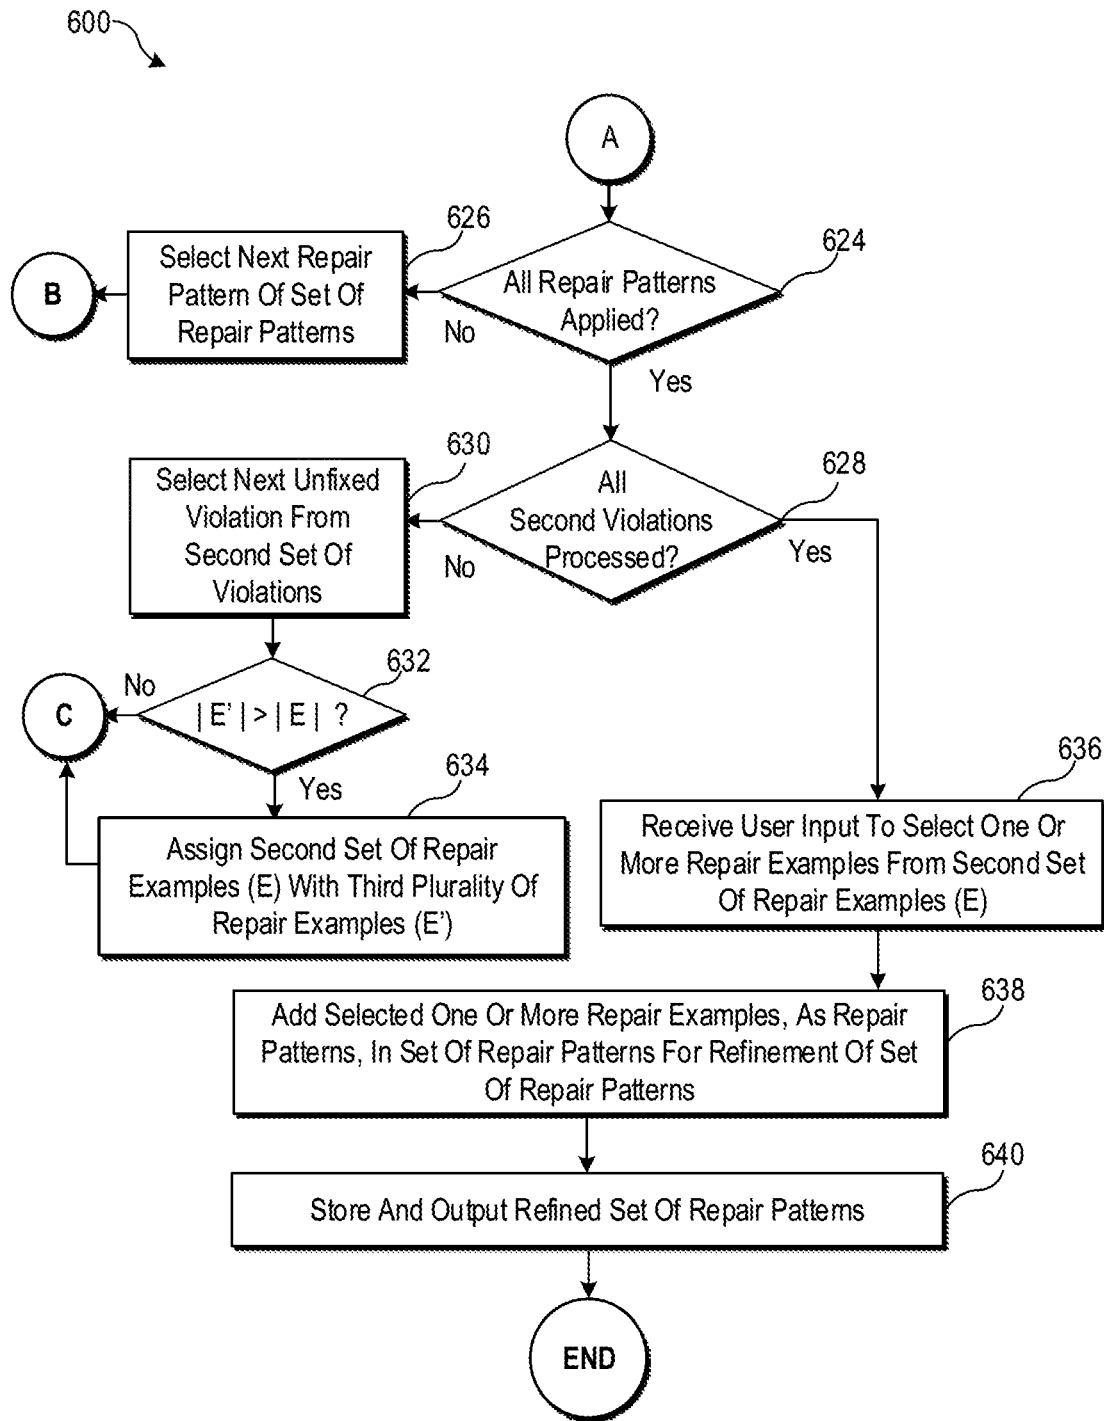 600
A
626
Select Next Repair
Pattern Of Set Of
Repair Patterns
B
624
All Repair Patterns
Applied?
No
Yes
630
Select Next Unfixed
Violation From
Second Set Of
Violations
628
All
Second Violations
Processed?
No
Yes
632
No
C
| E' | > | E | ?
Yes
634
Assign Second Set Of Repair
Examples (E) With Third Plurality Of
Repair Examples (E')
636
Receive User Input To Select One Or
More Repair Examples From Second Set
Of Repair Examples (E)
638
Add Selected One Or More Repair Examples, As Repair
Patterns, In Set Of Repair Patterns For Refinement Of Set
Of Repair Patterns
640
Store And Output Refined Set Of Repair Patterns
END